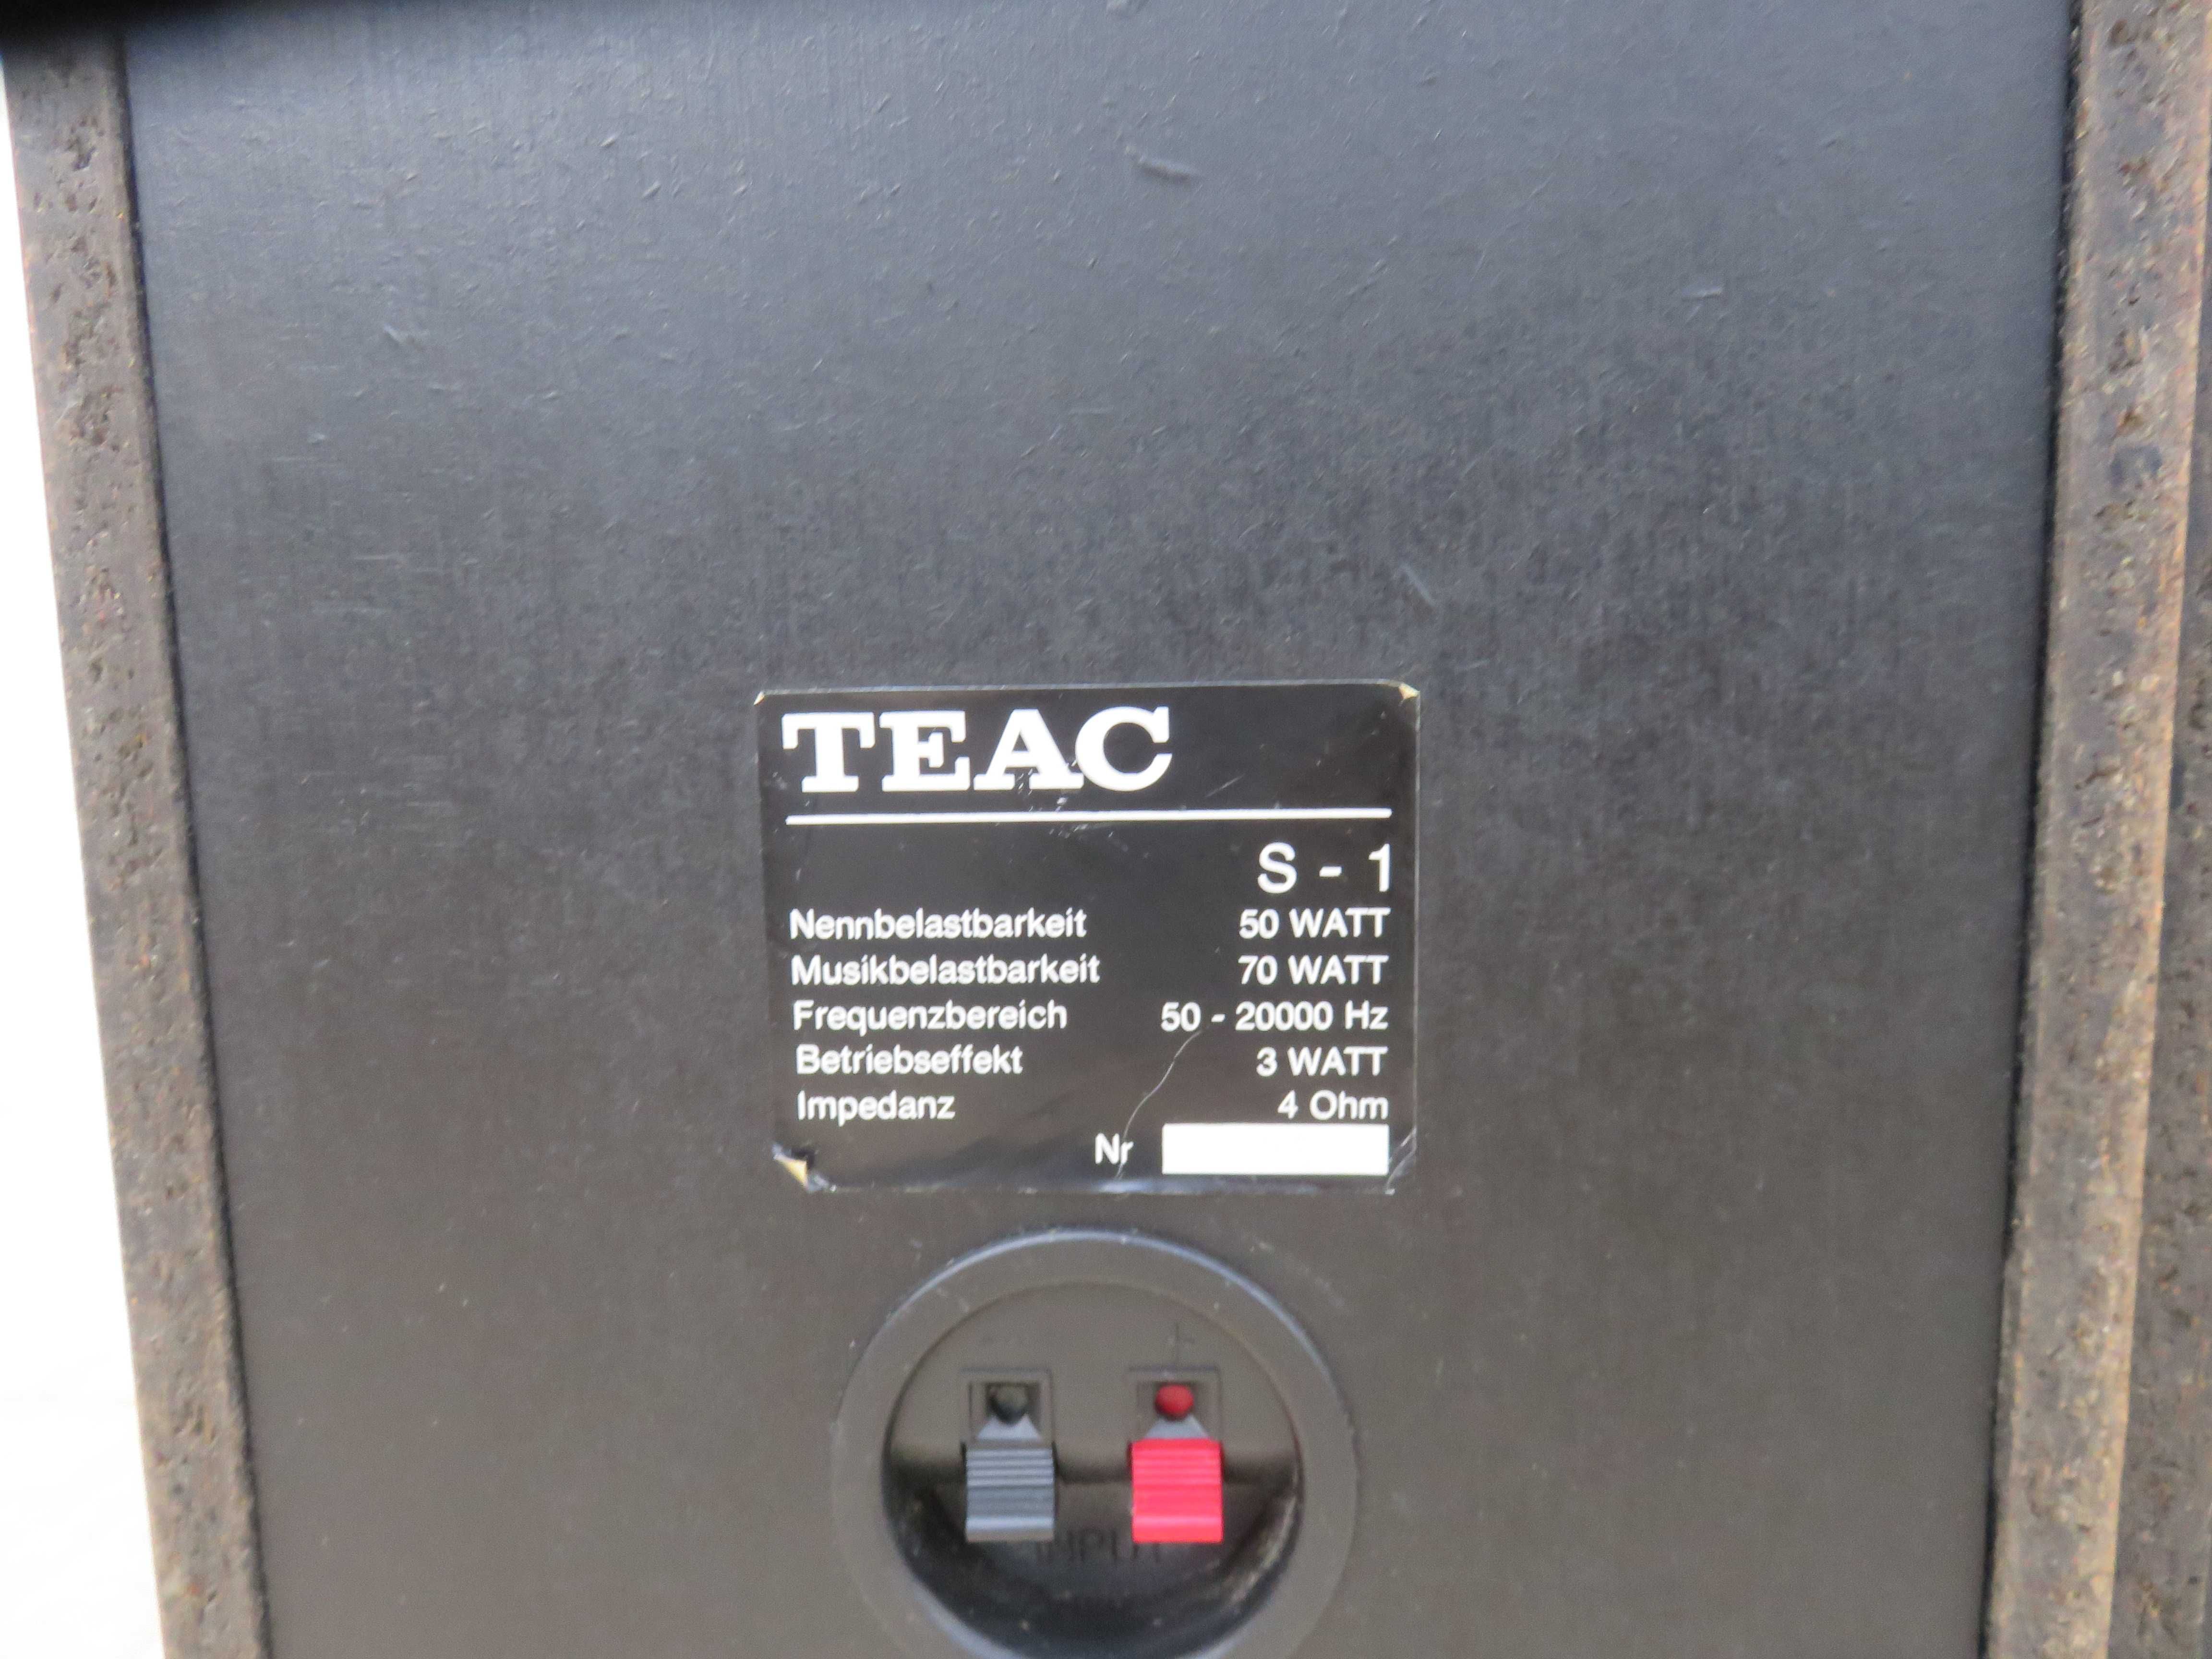 TEAC
S - 1
Nennbelastbarkeit 50 WATT
Musikbelastbarkeit 70 WATT
Frequenzbereich 50 - 20000 Hz
Betriebseffekt 3 WATT
Impedanz 4 Ohm
Nr
- +
INPUT